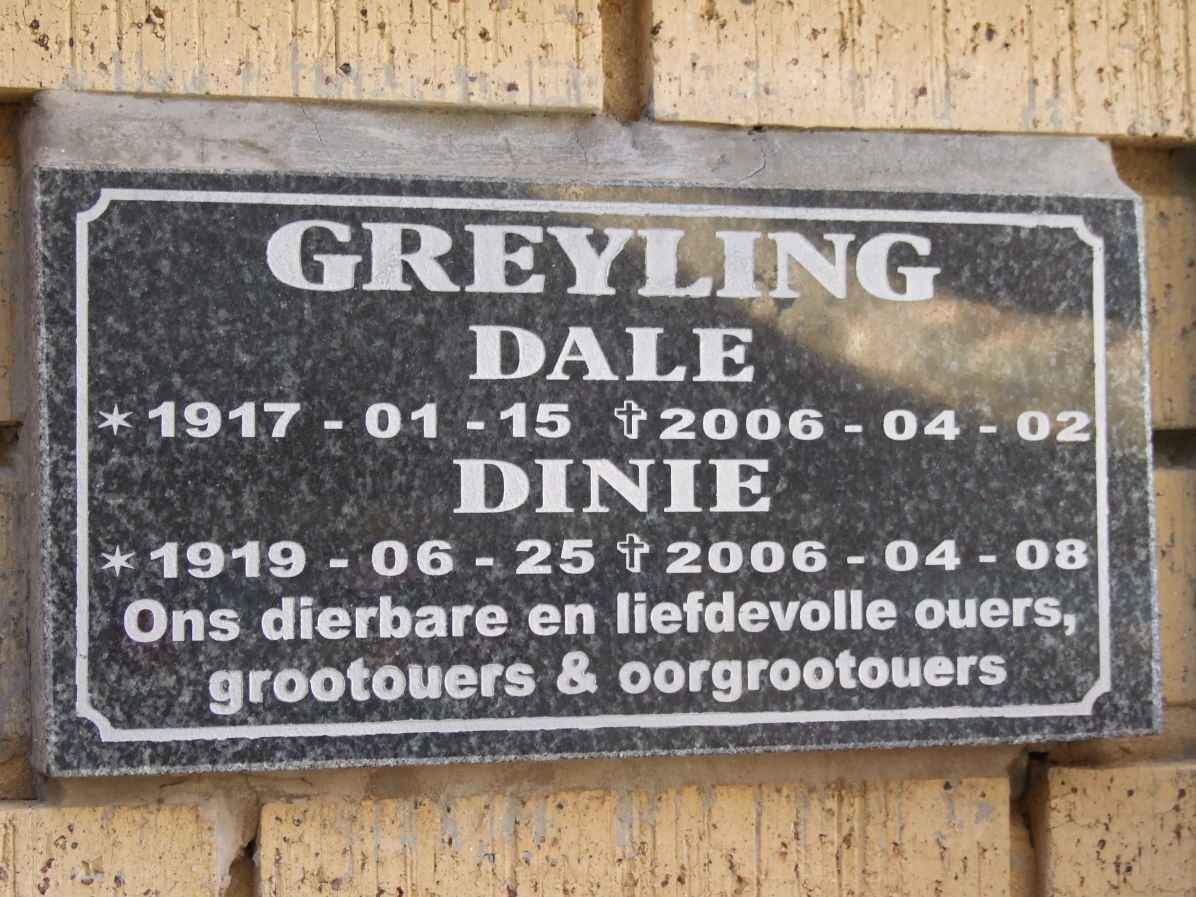 GREYLING
DALE
* 1917 - 01 - 15 ✞ 2006 - 04 - 02
DINIE
* 1919 - 06 - 25 ✞ 2006 - 04 - 08
Ons dierbare en liefdevolle ouers,
grootouers & oorgrootouers